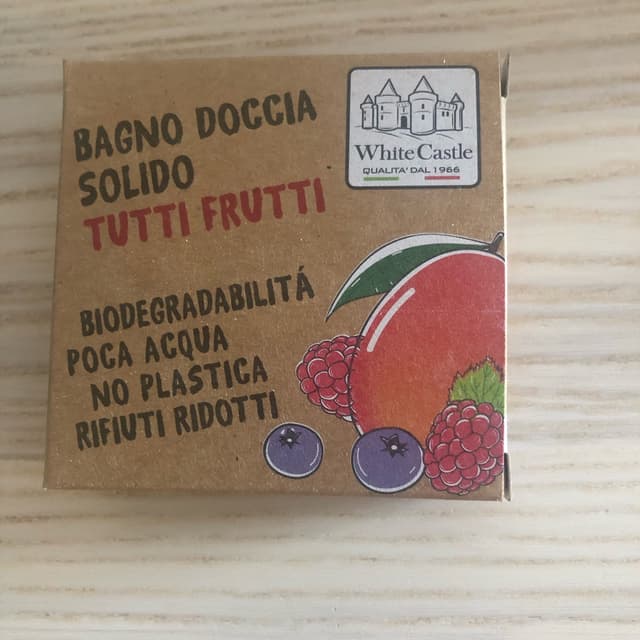 BAGNO DOCCIA
SOLIDO
TUTTI FRUTTI
White Castle
QUALITA' DAL 1966
BIODEGRADABILITÁ
POCA ACQUA
NO PLASTICA
RIFIUTI RIDOTTI